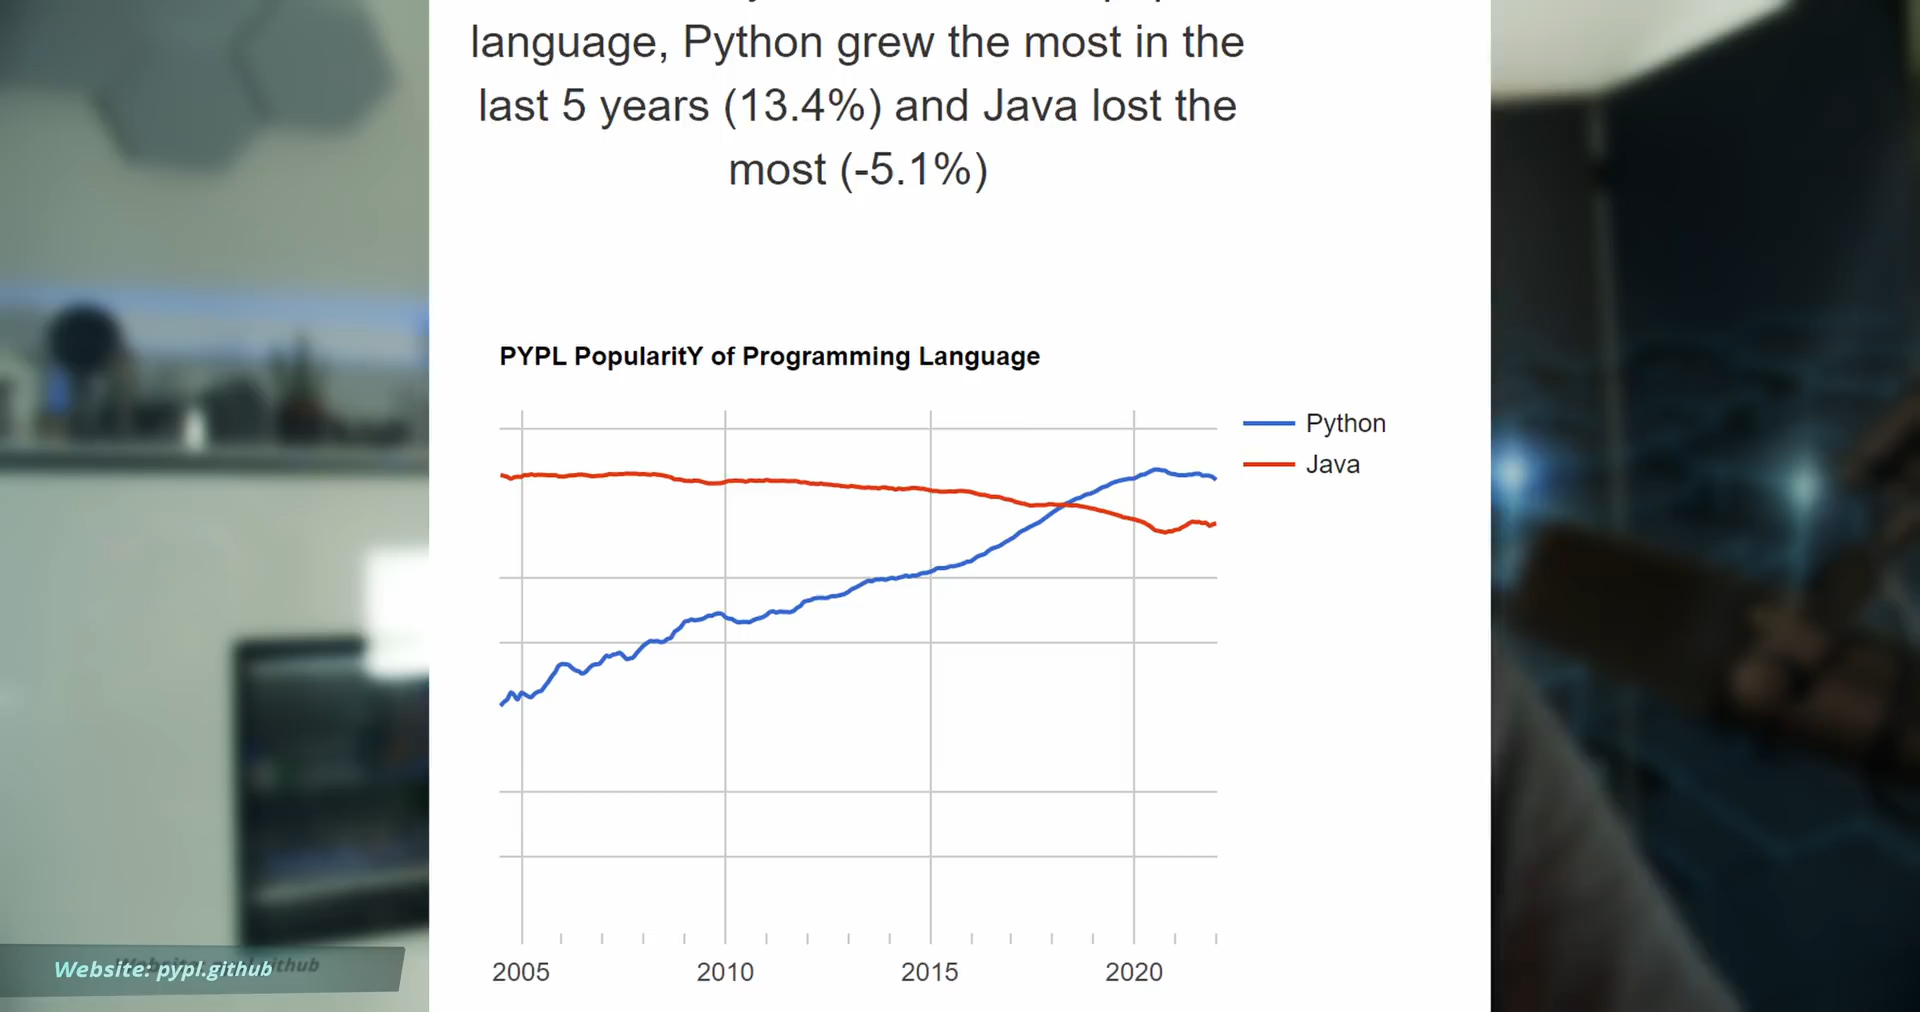 language, Python grew the most in the
last 5 years (13.4%) and Java lost the
most (-5.1%)
PYPL PopularitY of Programming Language
Python
Java
2005 2010 2015 2020
Website: pypl.github